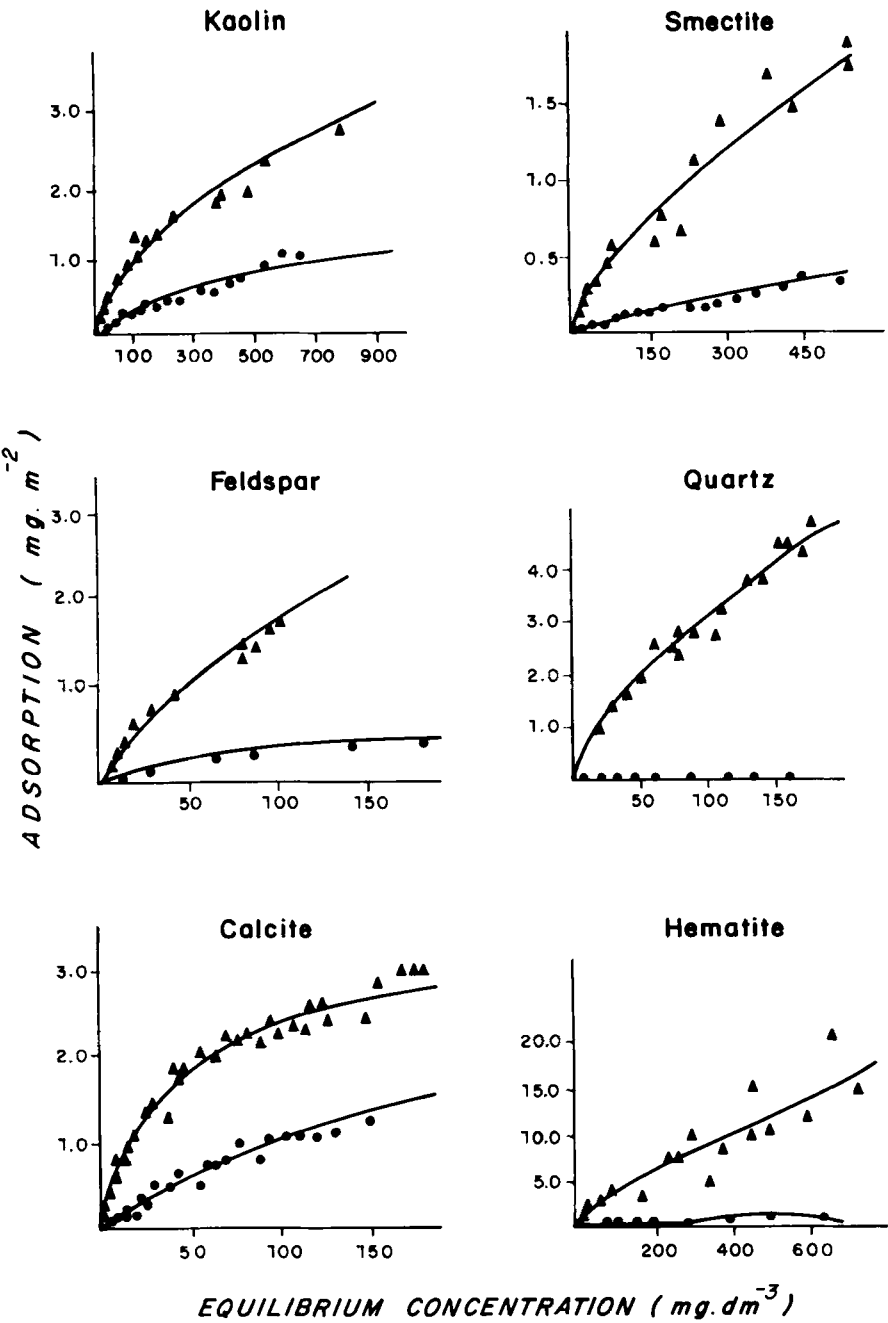 Kaolin
3.0
2.0
1.0
100 300 500 700 900
Smectite
1.5
1.0
0.5
150 300 450
Feldspar
3.0
2.0
1.0
50 100 150
Quartz
4.0
3.0
2.0
1.0
50 100 150
Calcite
3.0
2.0
1.0
50 100 150
Hematite
20.0
15.0
10.0
5.0
200 400 600
ADSORPTION ( mg. m⁻² )
EQUILIBRIUM CONCENTRATION ( mg.dm⁻³ )